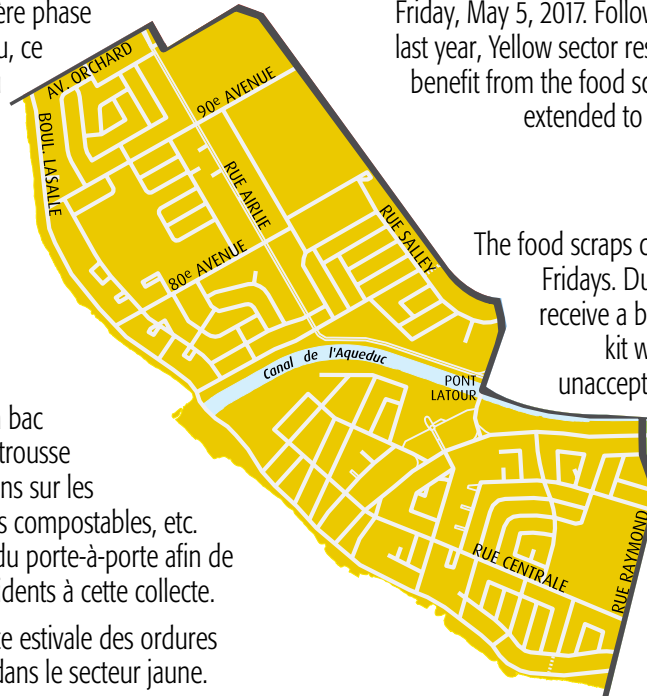 ère phase
u, ce
Friday, May 5, 2017. Follow
last year, Yellow sector res
benefit from the food sc
extended to
AV. ORCHARD
90e AVENUE
BOUL. LASALLE
RUE AIRLIE
RUE SALLEY
80e AVENUE
The food scraps c
Fridays. Du
receive a b
kit w
unaccept
Canal de l'Aqueduc
PONT
LATOUR
bac
trousse
ns sur les
s compostables, etc.
du porte-à-porte afin de
idents à cette collecte.
RUE CENTRALE
RUE RAYMOND
te estivale des ordures
dans le secteur jaune.